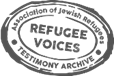 Association of Jewish Refugees
REFUGEE
VOICES
TESTIMONY ARCHIVE